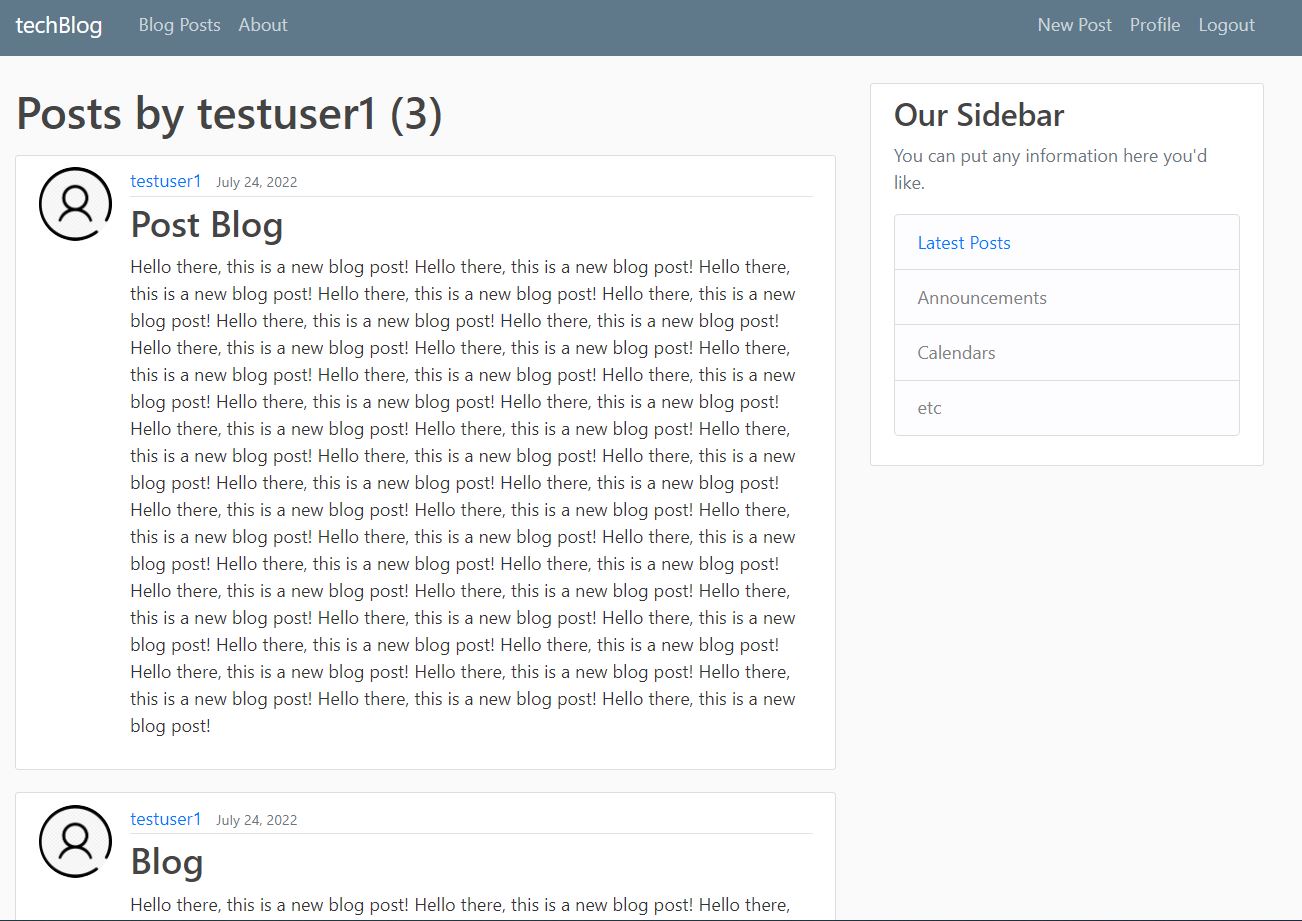 techBlog Blog Posts About New Post Profile Logout
Posts by testuser1 (3)
testuser1 July 24, 2022
Post Blog
Hello there, this is a new blog post! Hello there, this is a new blog post! Hello there,
this is a new blog post! Hello there, this is a new blog post! Hello there, this is a new
blog post! Hello there, this is a new blog post! Hello there, this is a new blog post!
Hello there, this is a new blog post! Hello there, this is a new blog post! Hello there,
this is a new blog post! Hello there, this is a new blog post! Hello there, this is a new
blog post! Hello there, this is a new blog post! Hello there, this is a new blog post!
Hello there, this is a new blog post! Hello there, this is a new blog post! Hello there,
this is a new blog post! Hello there, this is a new blog post! Hello there, this is a new
blog post! Hello there, this is a new blog post! Hello there, this is a new blog post!
Hello there, this is a new blog post! Hello there, this is a new blog post! Hello there,
this is a new blog post! Hello there, this is a new blog post! Hello there, this is a new
blog post! Hello there, this is a new blog post! Hello there, this is a new blog post!
Hello there, this is a new blog post! Hello there, this is a new blog post! Hello there,
this is a new blog post! Hello there, this is a new blog post! Hello there, this is a new
blog post! Hello there, this is a new blog post! Hello there, this is a new blog post!
Hello there, this is a new blog post! Hello there, this is a new blog post! Hello there,
this is a new blog post! Hello there, this is a new blog post! Hello there, this is a new
blog post!
testuser1 July 24, 2022
Blog
Hello there, this is a new blog post! Hello there, this is a new blog post! Hello there,
Our Sidebar
You can put any information here you'd
like.
Latest Posts
Announcements
Calendars
etc